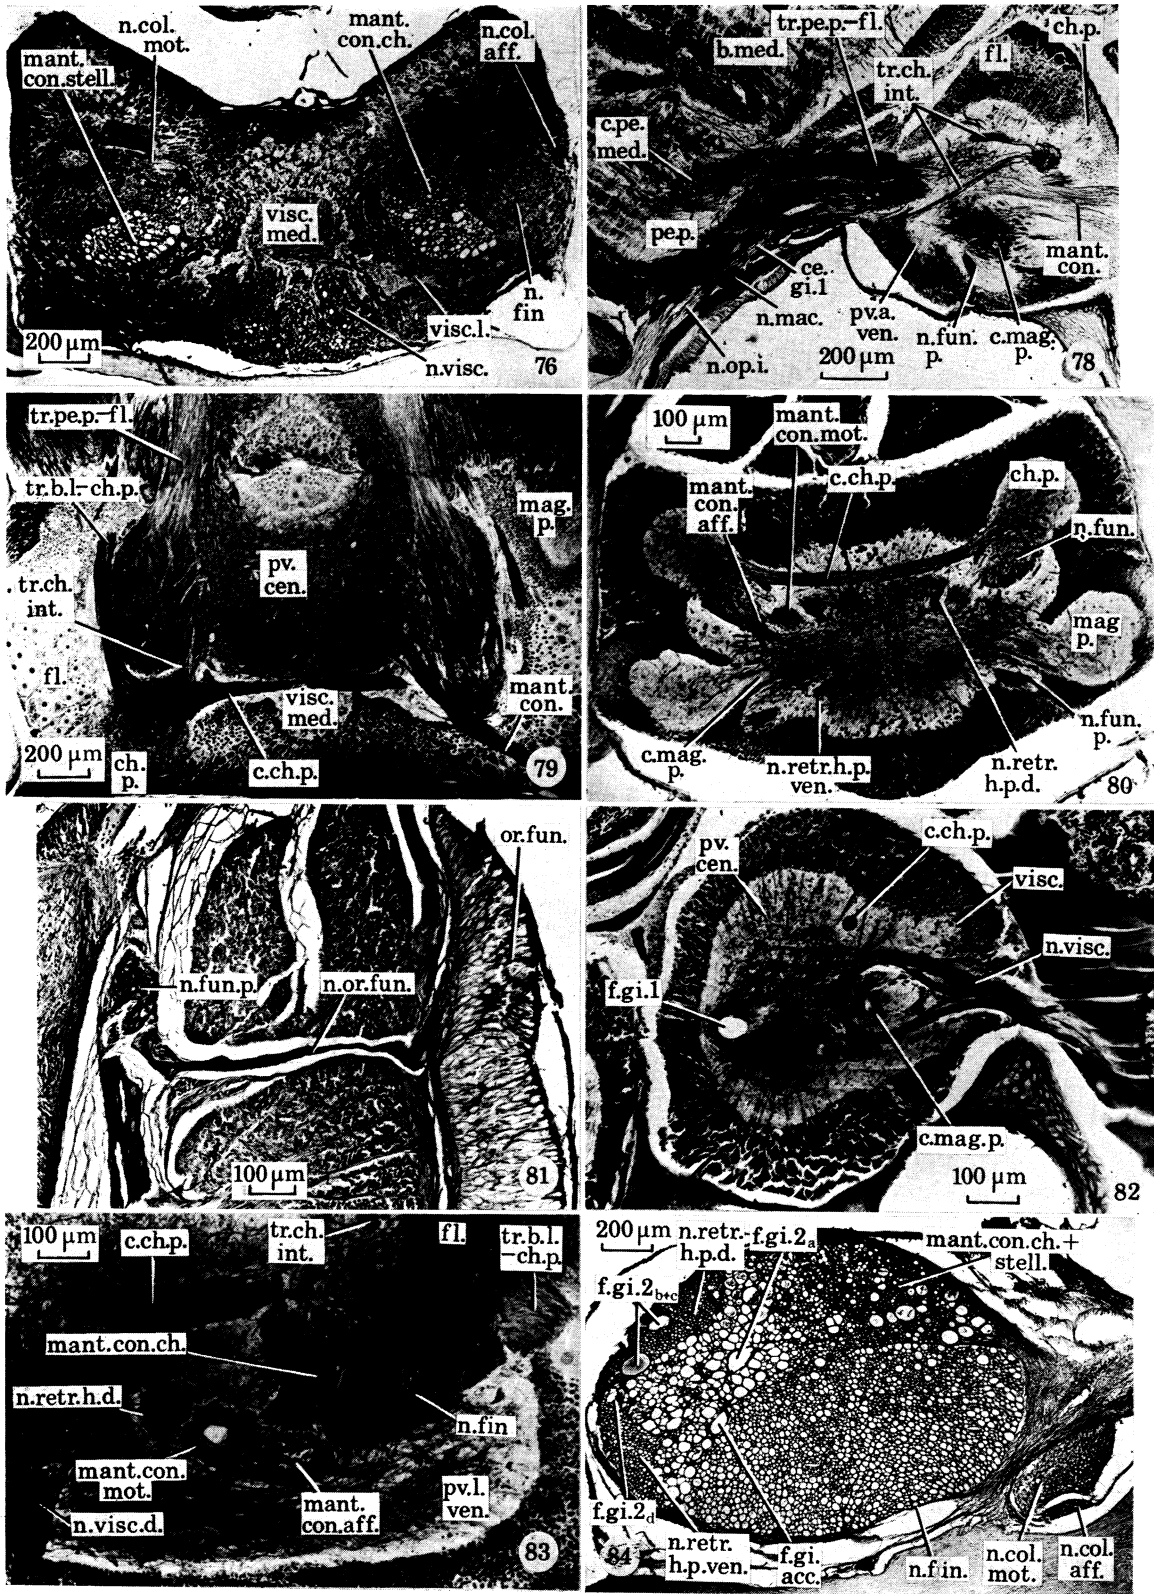 n.col.
mot.
mant.
con.ch.
n.col.
aff.
mant.
con.stell.
visc.
med.
n.
fin
visc.l.
n.visc.
200 μm
76
tr.pe.p.–fl.
b.med.
fl.
ch.p.
tr.ch.
int.
c.pe.
med.
pe.p.
ce.
gi.1
mant.
con.
n.mac.
pv.a.
ven.
n.fun.
p.
c.mag.
p.
n.op.i.
200 μm
78
tr.pe.p.–fl.
tr.b.l.–ch.p.
mag.
p.
pv.
cen.
tr.ch.
int.
fl.
visc.
med.
mant.
con.
200 μm
ch.
p.
c.ch.p.
79
100 μm
mant.
con.mot.
c.ch.p.
ch.p.
mant.
con.
aff.
n.fun.
mag
p.
n.fun.
p.
c.mag.
p.
n.retr.h.p.
ven.
n.retr.
h.p.d.
80
or.fun.
n.fun.p.
n.or.fun.
100 μm
81
c.ch.p.
pv.
cen.
visc.
n.visc.
f.gi.1
c.mag.p.
100 μm
82
100 μm
c.ch.p.
tr.ch.
int.
fl.
tr.b.l.
–ch.p.
mant.con.ch.
n.retr.h.d.
n.fin
mant.con.
mot.
mant.
con.aff.
pv.l.
ven.
n.visc.d.
83
200 μm
n.retr.
h.p.d.
f.gi.2a
mant.con.ch.+
stell.
f.gi.2b+c
f.gi.2d
n.retr.
h.p.ven.
f.gi.
acc.
n.fin.
n.col.
mot.
n.col.
aff.
84